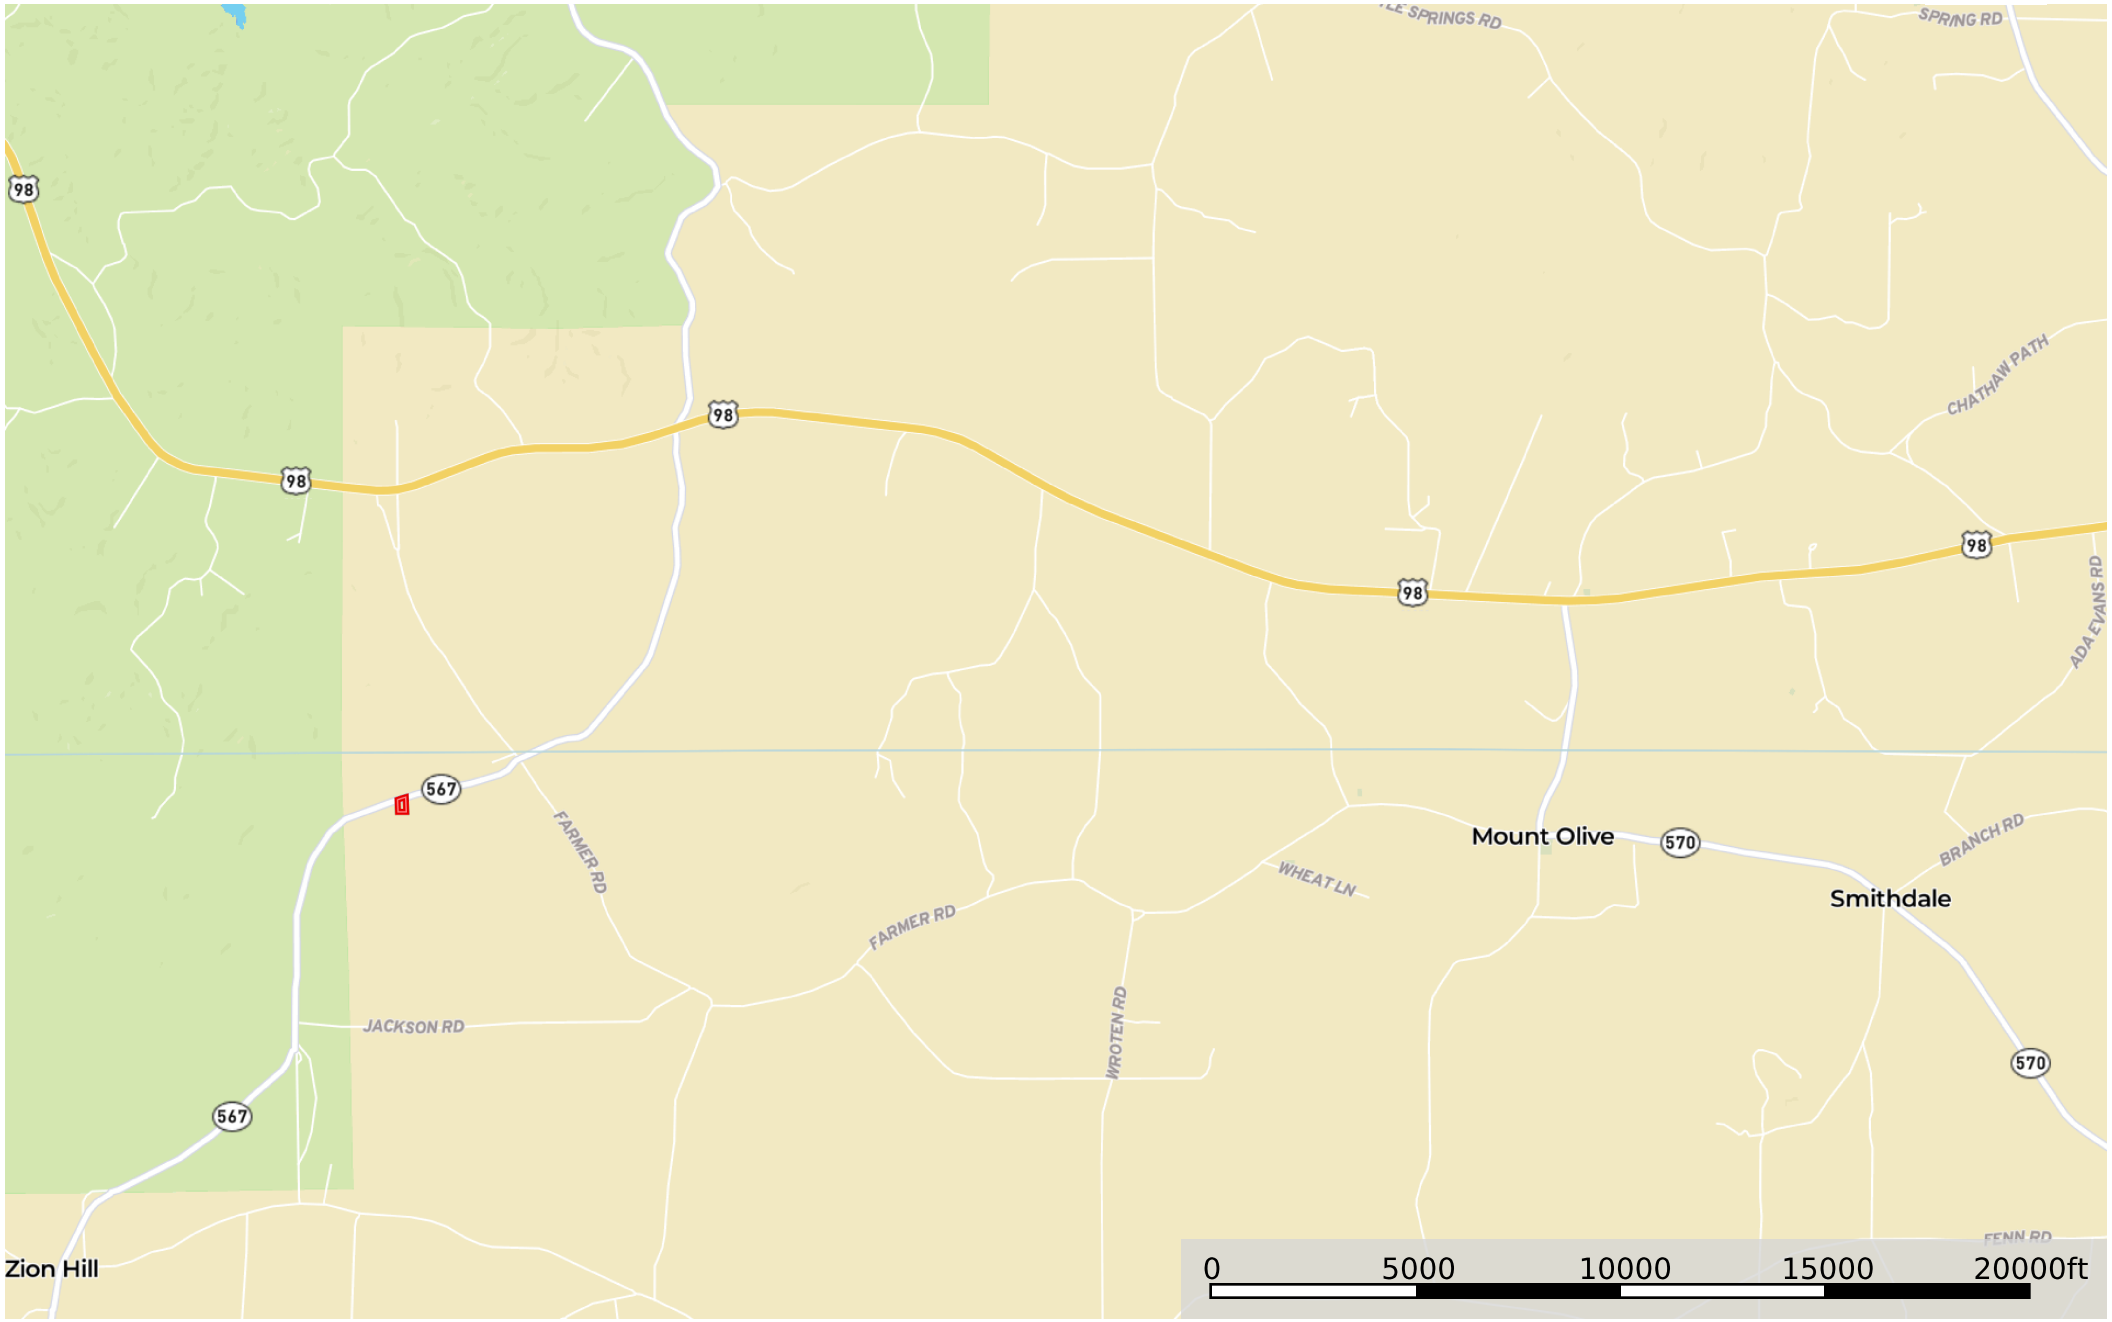 SPRINGS RD
SPRING RD
98
CHATHAW PATH
98
98
98
98
ADA EVANS RD
567
FARMER RD
Mount Olive
570
BRANCH RD
WHEAT LN
Smithdale
FARMER RD
WROTEN RD
JACKSON RD
570
567
FENN RD
Zion Hill
0 5000 10000 15000 20000ft